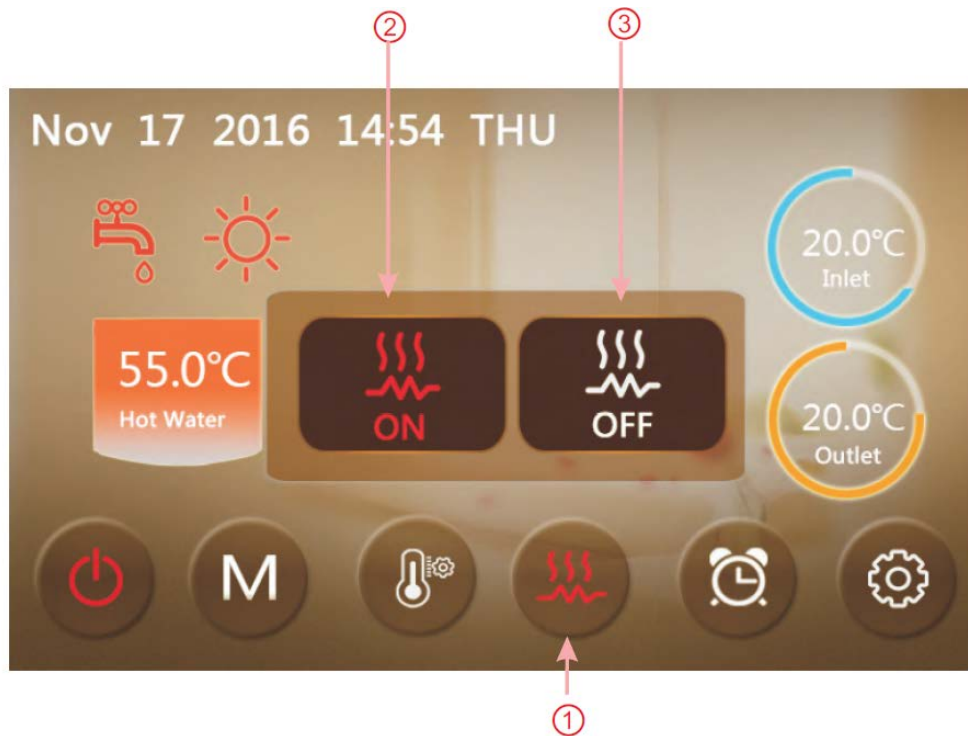 ② ③
Nov 17 2016 14:54 THU
20.0°C
Inlet
55.0°C
Hot Water
ON
OFF
20.0°C
Outlet
M
①